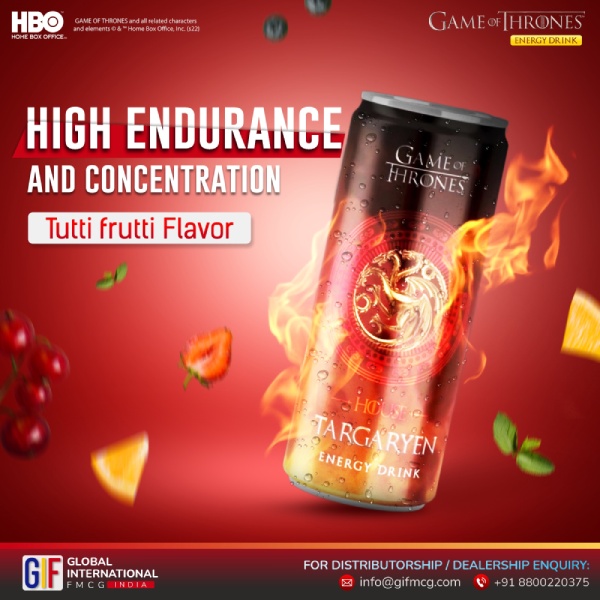 HBO
HOME BOX OFFICE
GAME OF THRONES and all related characters
and elements © & ™ Home Box Office, Inc. (s22)
GAME OF THRONES
ENERGY DRINK
HIGH ENDURANCE
AND CONCENTRATION
Tutti frutti Flavor
GAME OF
THRONES
HOUSE
TARGARYEN
ENERGY DRINK
GIF GLOBAL
INTERNATIONAL
FMCG INDIA
FOR DISTRIBUTORSHIP / DEALERSHIP ENQUIRY:
info@gifmcg.com +91 8800220375